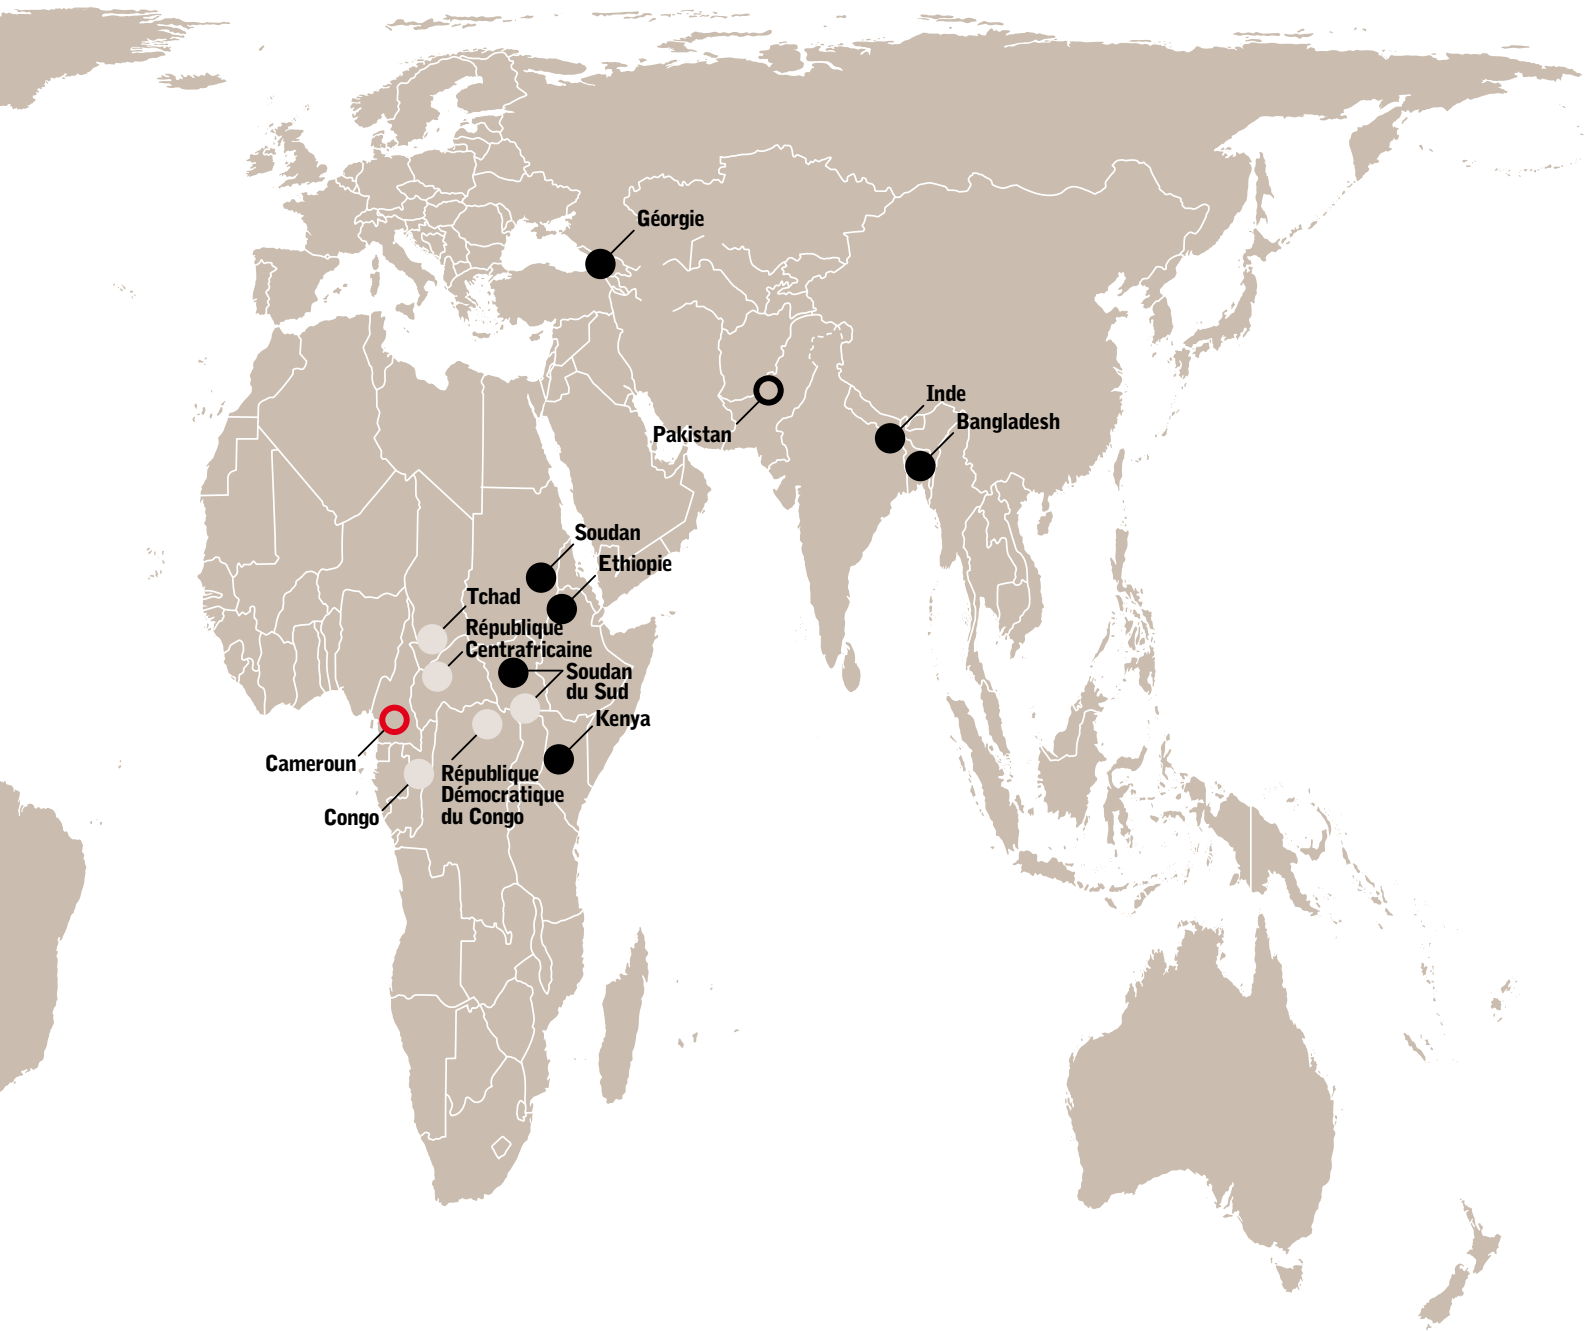 Géorgie
Inde
Bangladesh
Pakistan
Soudan
Ethiopie
Tchad
République
Centrafricaine
Soudan
du Sud
Kenya
Cameroun
République
Démocratique
du Congo
Congo